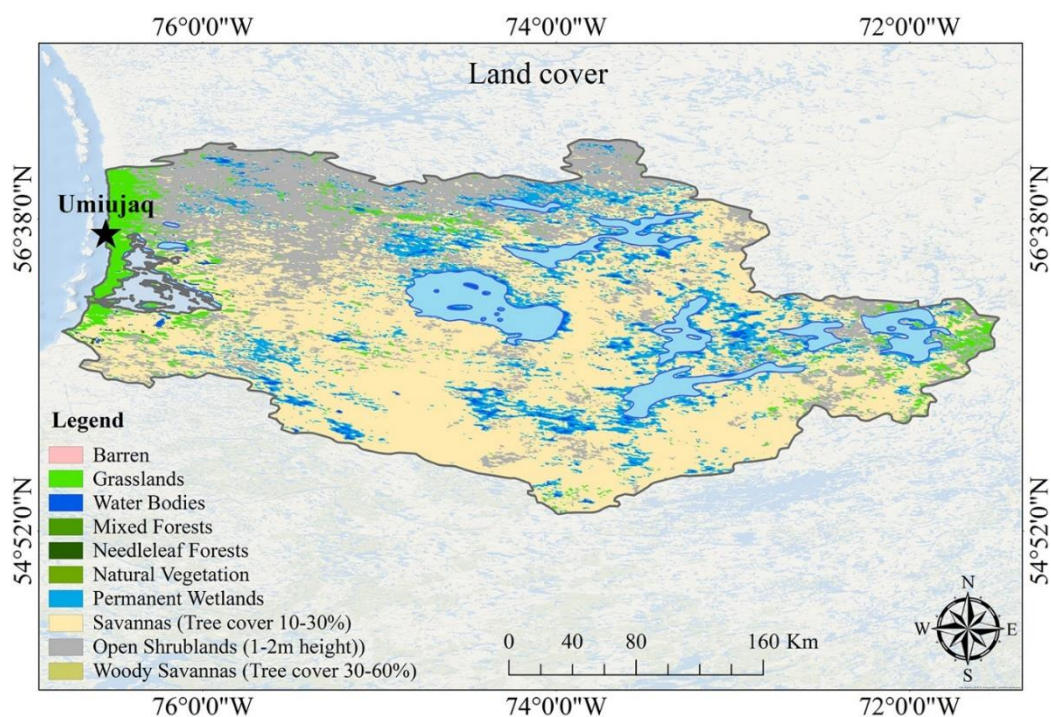 76°0'0"W 74°0'0"W 72°0'0"W
Land cover
56°38'0"N
56°38'0"N
Umiujaq
54°52'0"N
54°52'0"N
Legend
Barren
Grasslands
Water Bodies
Mixed Forests
Needleleaf Forests
Natural Vegetation
Permanent Wetlands
Savannas (Tree cover 10-30%)
Open Shrublands (1-2m height))
Woody Savannas (Tree cover 30-60%)
0 40 80 160 Km
N
W E
S
76°0'0"W 74°0'0"W 72°0'0"W